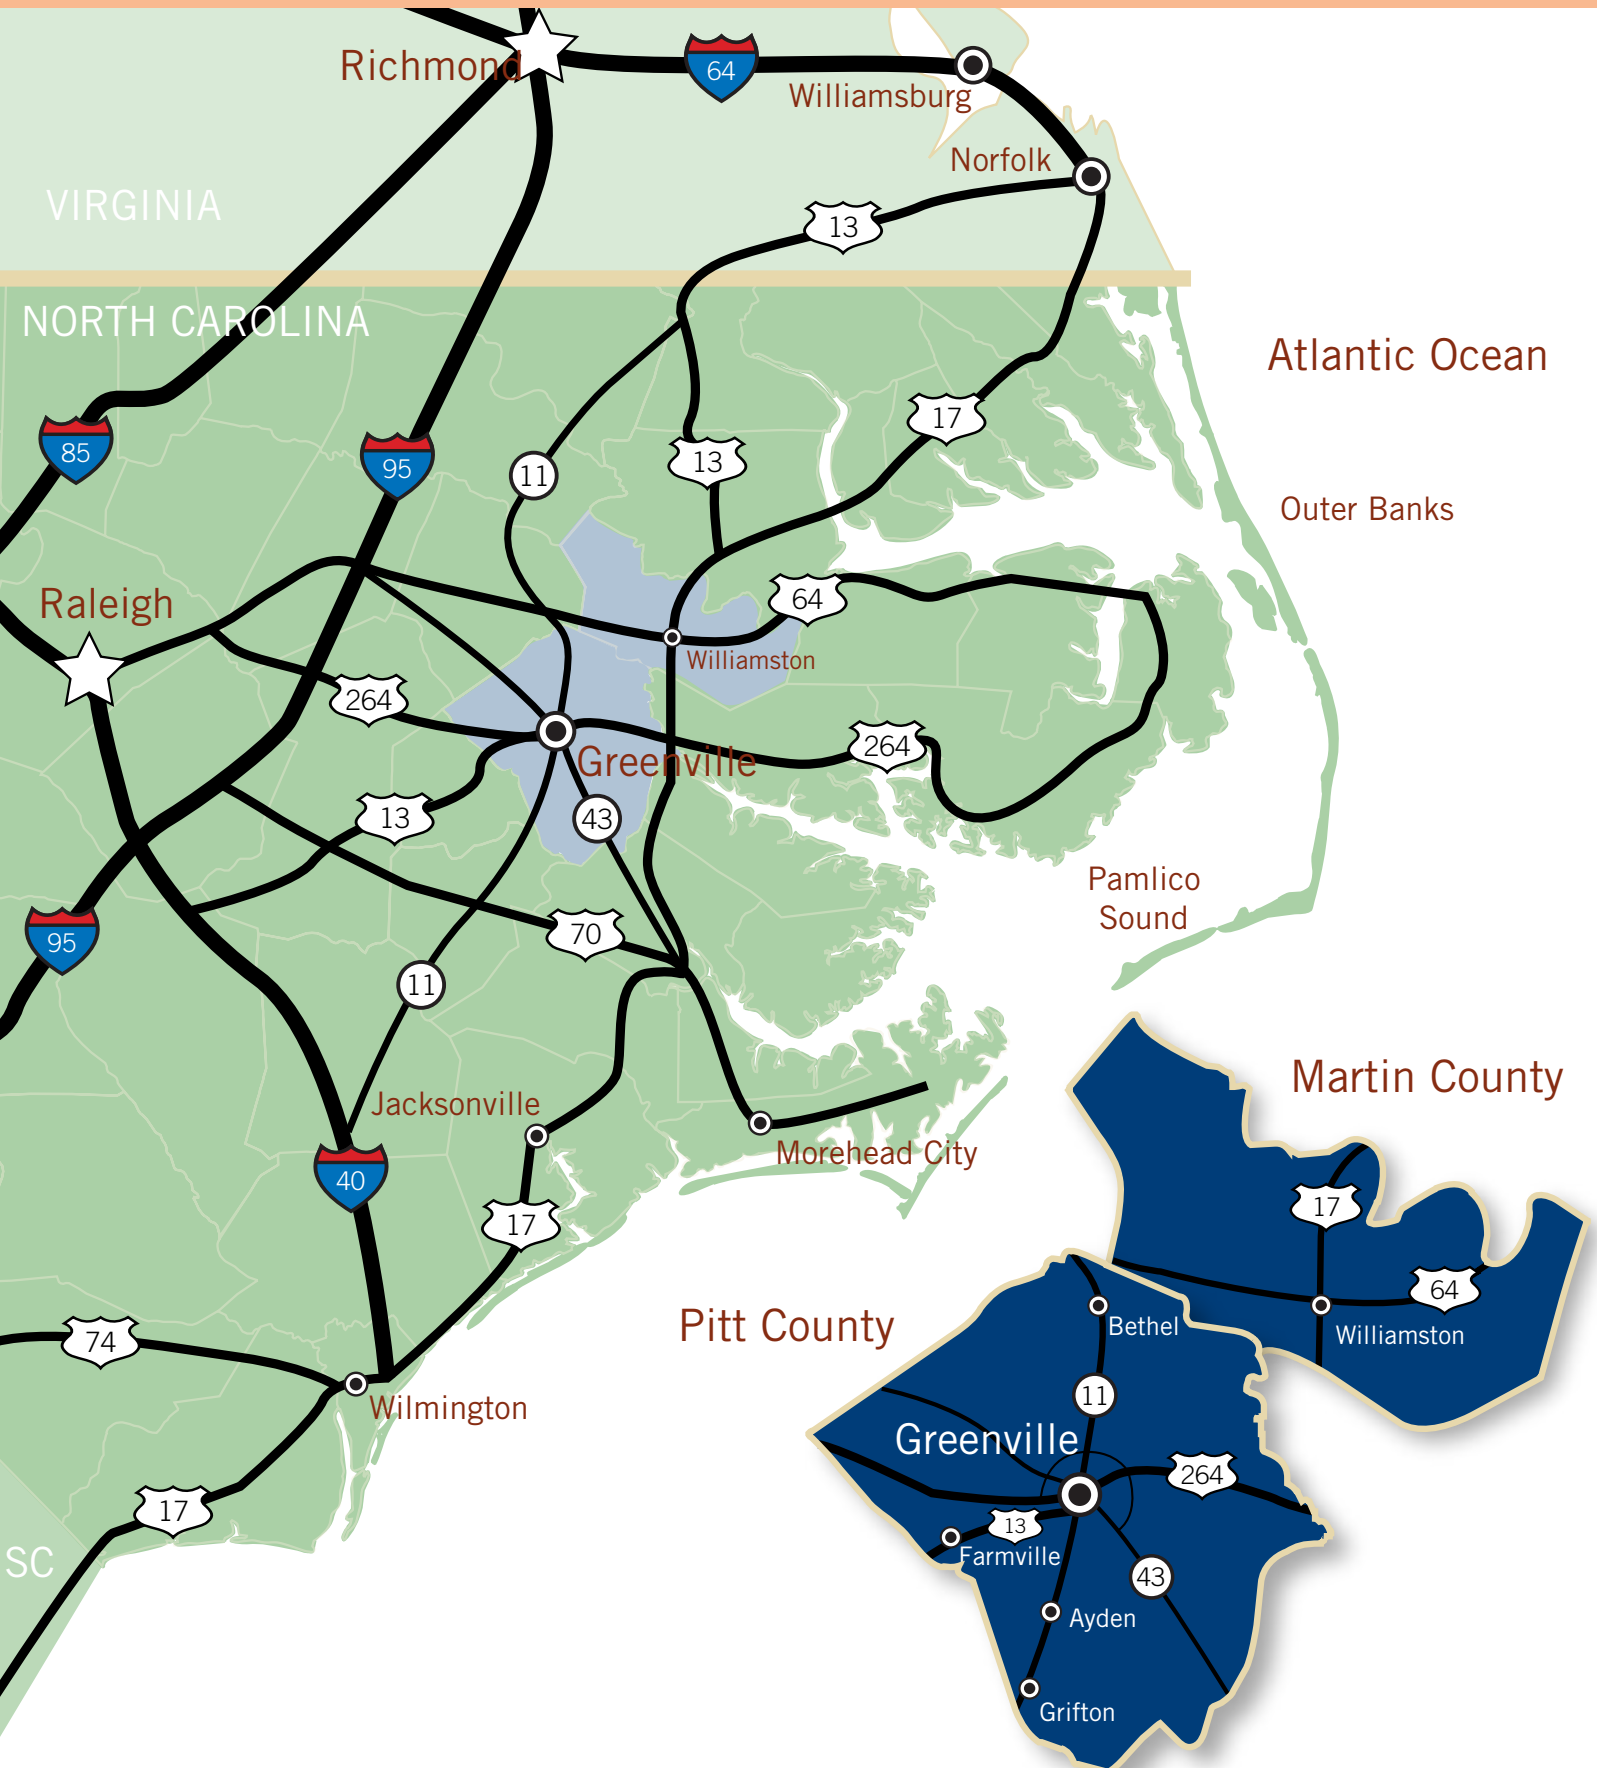 Richmond
64
Williamsburg
Norfolk
VIRGINIA
13
NORTH CAROLINA
Atlantic Ocean
17
85
95
11
13
Outer Banks
Raleigh
64
Williamston
264
264
Greenville
13
43
Pamlico
Sound
95
70
11
Martin County
Jacksonville
Morehead City
40
17
17
64
Pitt County
Bethel
Williamston
74
11
Wilmington
Greenville
264
17
13
Farmville
SC
43
Ayden
Grifton